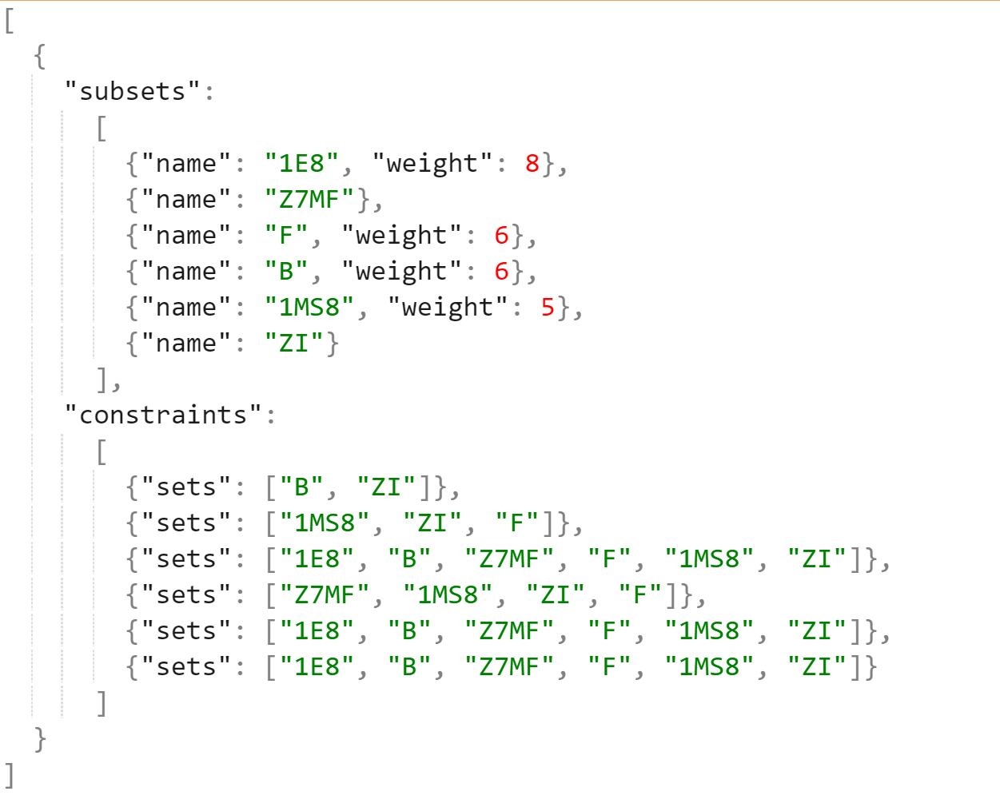 [
  {
    "subsets":
      [
        {"name": "1E8", "weight": 8},
        {"name": "Z7MF"},
        {"name": "F", "weight": 6},
        {"name": "B", "weight": 6},
        {"name": "1MS8", "weight": 5},
        {"name": "ZI"}
      ],
    "constraints":
      [
        {"sets": ["B", "ZI"]},
        {"sets": ["1MS8", "ZI", "F"]},
        {"sets": ["1E8", "B", "Z7MF", "F", "1MS8", "ZI"]},
        {"sets": ["Z7MF", "1MS8", "ZI", "F"]},
        {"sets": ["1E8", "B", "Z7MF", "F", "1MS8", "ZI"]},
        {"sets": ["1E8", "B", "Z7MF", "F", "1MS8", "ZI"]}
      ]
  }
]